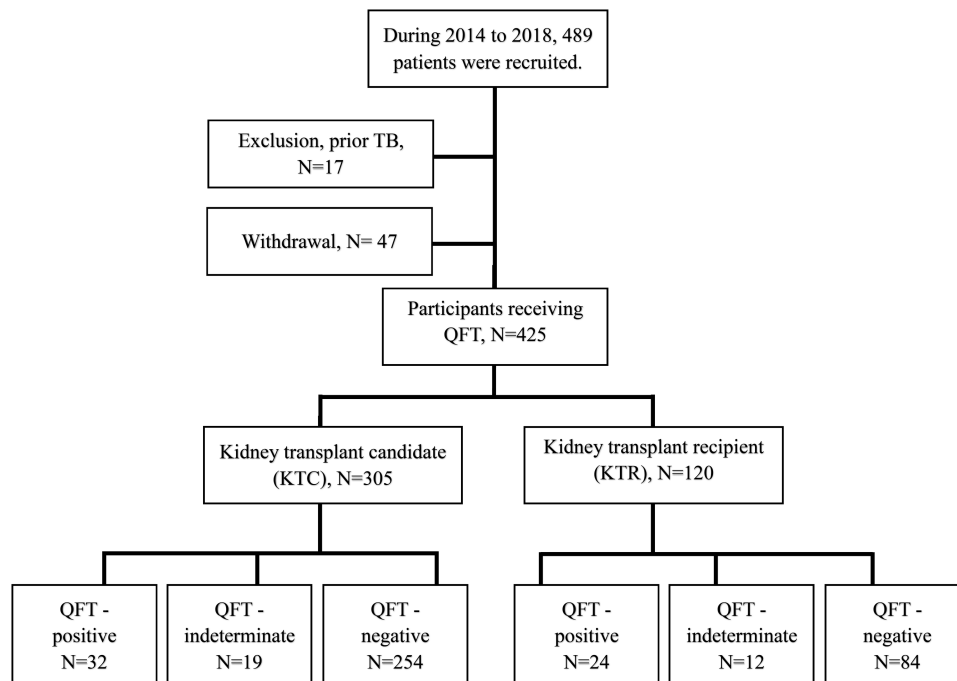 During 2014 to 2018, 489
patients were recruited.
Exclusion, prior TB,
N=17
Withdrawal, N= 47
Participants receiving
QFT, N=425
Kidney transplant candidate
(KTC), N=305
Kidney transplant recipient
(KTR), N=120
QFT -
positive
N=32
QFT -
indeterminate
N=19
QFT -
negative
N=254
QFT -
positive
N=24
QFT -
indeterminate
N=12
QFT -
negative
N=84